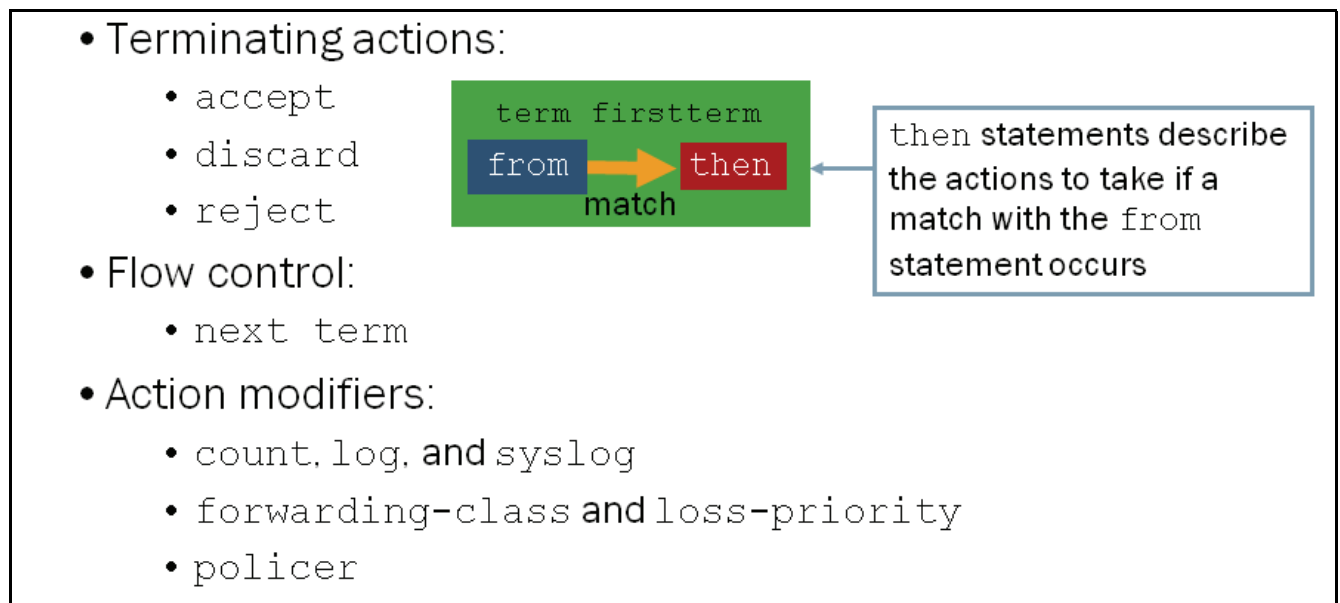 • Terminating actions:
• accept
• discard
• reject
term firstterm
from
then
match
then statements describe
the actions to take if a
match with the from
statement occurs
• Flow control:
• next term
• Action modifiers:
• count, log, and syslog
• forwarding-class and loss-priority
• policer